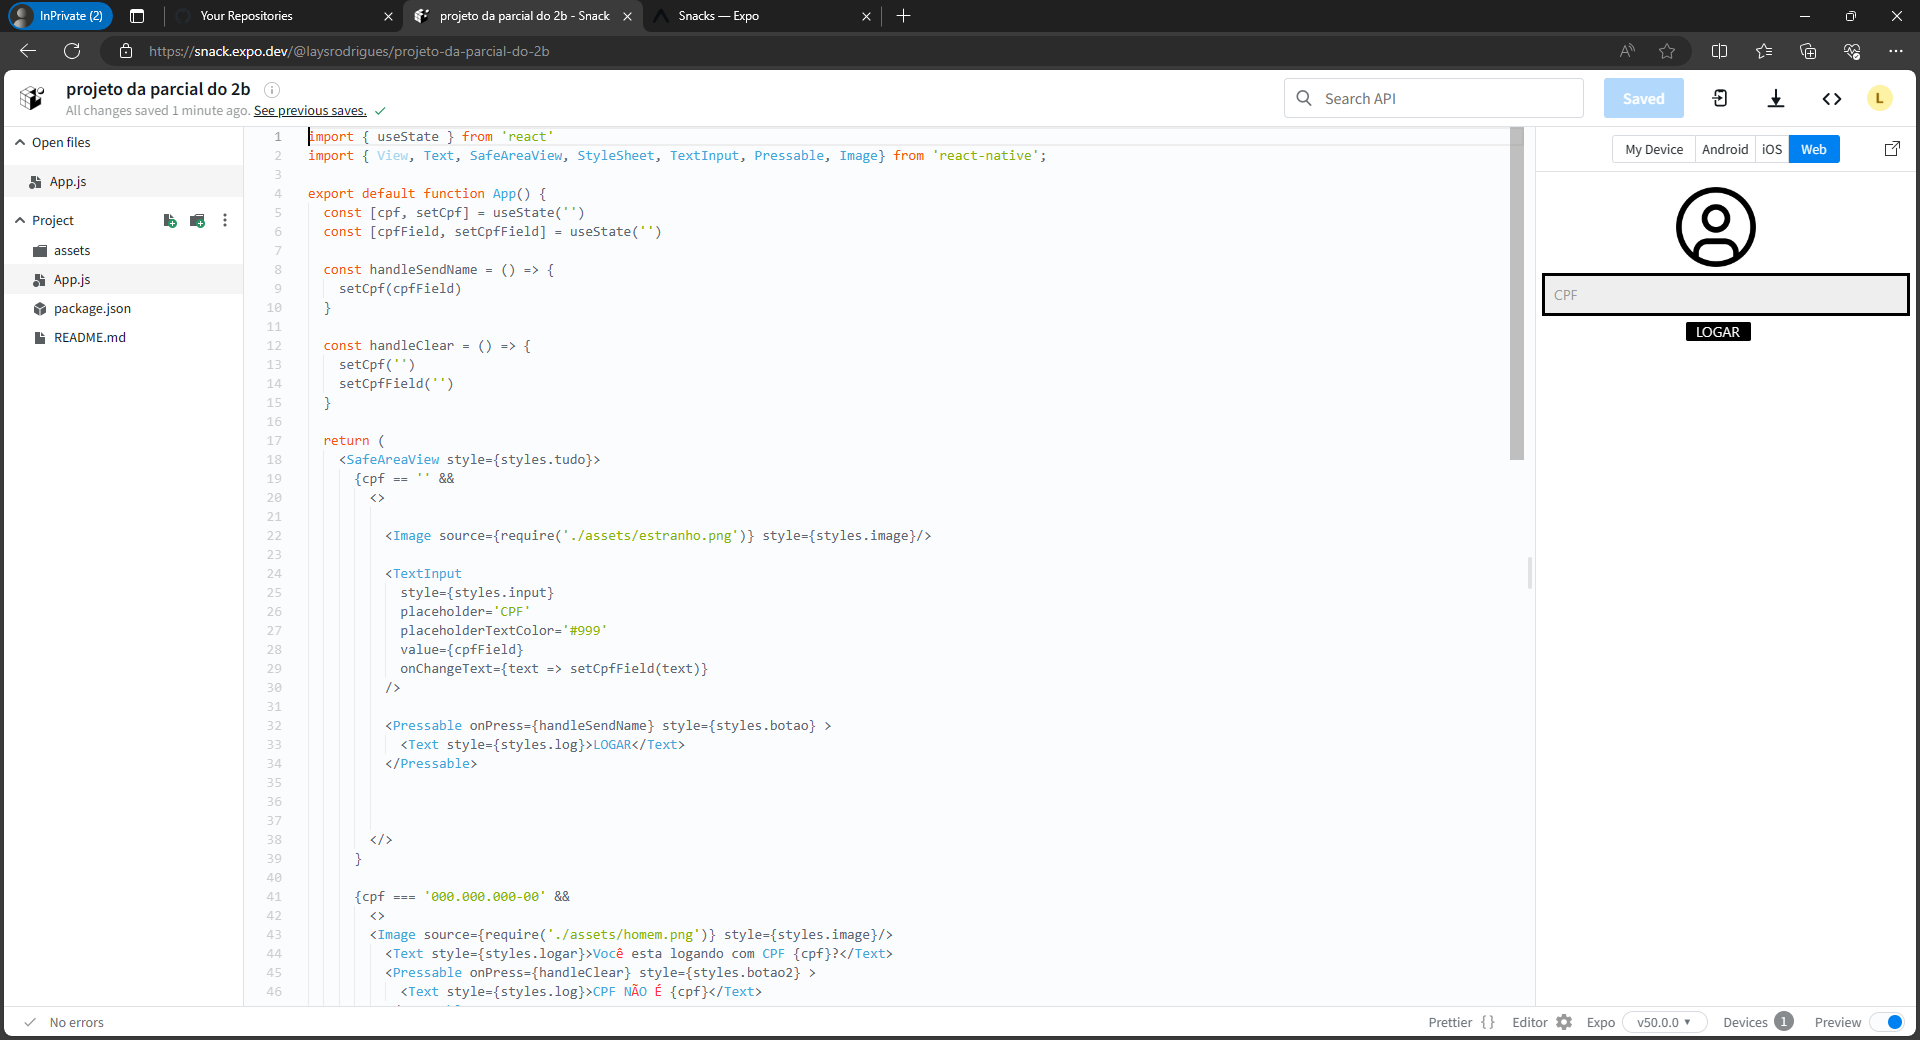 InPrivate (2)
Your Repositories
projeto da parcial do 2b - Snack
Snacks — Expo
https://snack.expo.dev/@laysrodrigues/projeto-da-parcial-do-2b
projeto da parcial do 2b
All changes saved 1 minute ago. See previous saves.
Search API
Saved
L
Open files
App.js
Project
assets
App.js
package.json
README.md
1 import { useState } from 'react'
2 import { View, Text, SafeAreaView, StyleSheet, TextInput, Pressable, Image} from 'react-native';
3
4 export default function App() {
5 const [cpf, setCpf] = useState('')
6 const [cpfField, setCpfField] = useState('')
7
8 const handleSendName = () => {
9 setCpf(cpfField)
10 }
11
12 const handleClear = () => {
13 setCpf('')
14 setCpfField('')
15 }
16
17 return (
18 <SafeAreaView style={styles.tudo}>
19 {cpf == '' &&
20 <>
21
22 <Image source={require('./assets/estranho.png')} style={styles.image}/>
23
24 <TextInput
25 style={styles.input}
26 placeholder='CPF'
27 placeholderTextColor='#999'
28 value={cpfField}
29 onChangeText={text => setCpfField(text)}
30 />
31
32 <Pressable onPress={handleSendName} style={styles.botao} >
33 <Text style={styles.log}>LOGAR</Text>
34 </Pressable>
35
36
37
38 </>
39 }
40
41 {cpf === '000.000.000-00' &&
42 <>
43 <Image source={require('./assets/homem.png')} style={styles.image}/>
44 <Text style={styles.logar}>Você esta logando com CPF {cpf}?</Text>
45 <Pressable onPress={handleClear} style={styles.botao2} >
46 <Text style={styles.log}>CPF NÃO É {cpf}</Text>
My Device
Android
iOS
Web
CPF
LOGAR
No errors
Prettier {}
Editor
Expo
v50.0.0
Devices 1
Preview